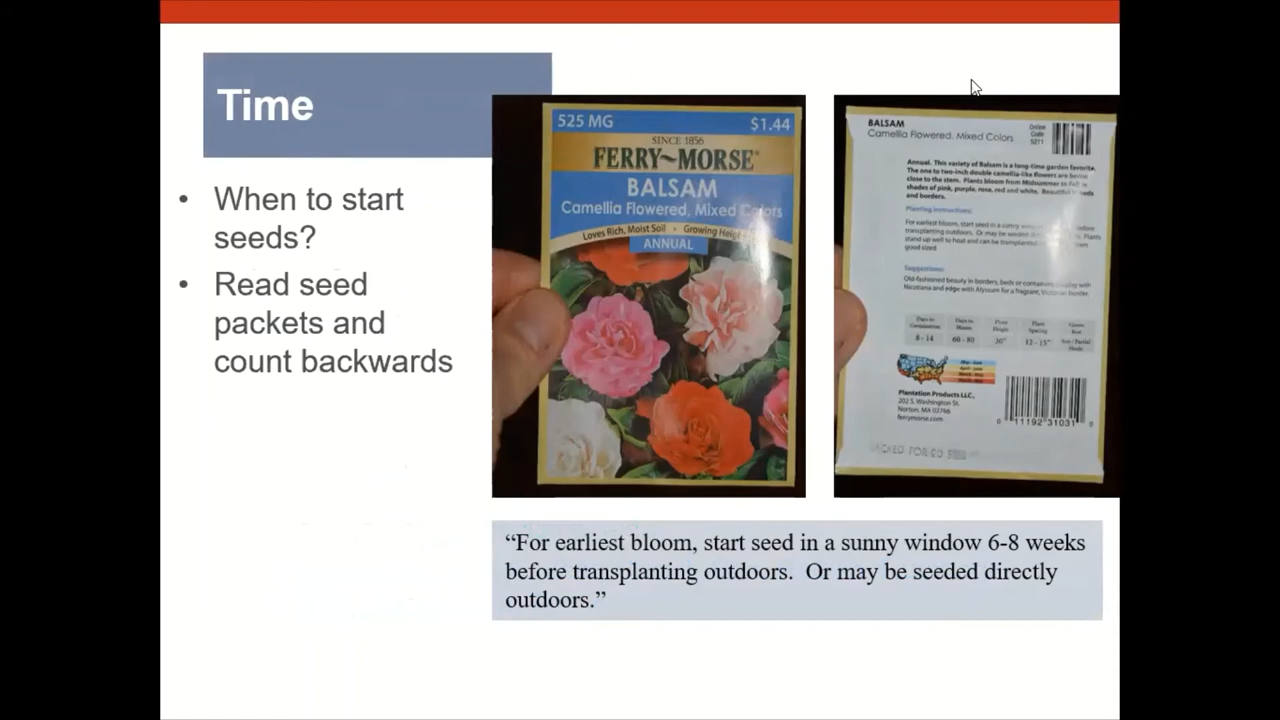 Time
• When to start
seeds?
• Read seed
packets and
count backwards
525 MG
$1.44
SINCE 1856
FERRY~MORSE®
BALSAM
Camellia Flowered, Mixed Colors
Loves Rich, Moist Soil • Growing Height
ANNUAL
BALSAM
Camellia Flowered, Mixed Colors
Annual. This variety of Balsam is a long-time garden favorite.
The one to two-inch double camellia-like flowers are borne
close to the stem. Plants bloom from Midsummer to Fall in
shades of pink, purple, rose, red and white. Beautiful in beds
and borders.
Planting Instructions:
For earliest bloom, start seed in a sunny before
transplanting outdoors. Or may be seeded Plants
stand up well to heat and can be transplanted
good sized.
Suggestions:
Old-fashioned beauty in borders, beds or containers
Nicotiana and edge with Alyssum for a fragrant, Victorian border.
Days to Germination Days to Bloom Plant Height Plant Spacing
8 - 14 60 - 80 30" 12 - 15" Sun / Partial Shade
Plantation Products LLC.,
202 S. Washington St.
Norton, MA 02766
ferrymorse.com
0 11192 31031 0
“For earliest bloom, start seed in a sunny window 6-8 weeks
before transplanting outdoors. Or may be seeded directly
outdoors.”